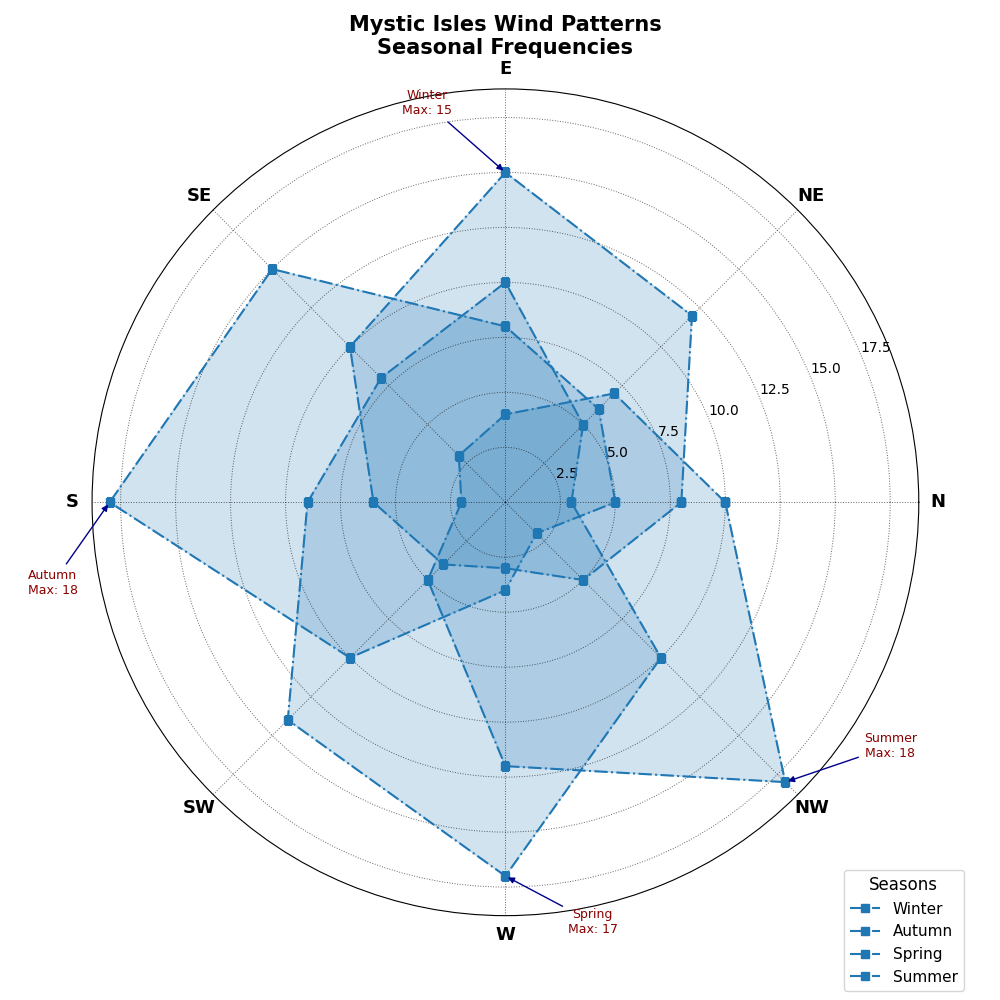 Mystic Isles Wind Patterns
Seasonal Frequencies
E
Winter
Max: 15
SE
NE
17.5
15.0
12.5
10.0
7.5
5.0
2.5
S
N
Autumn
Max: 18
Summer
Max: 18
SW
NW
Spring
Max: 17
W
Seasons
Winter
Autumn
Spring
Summer